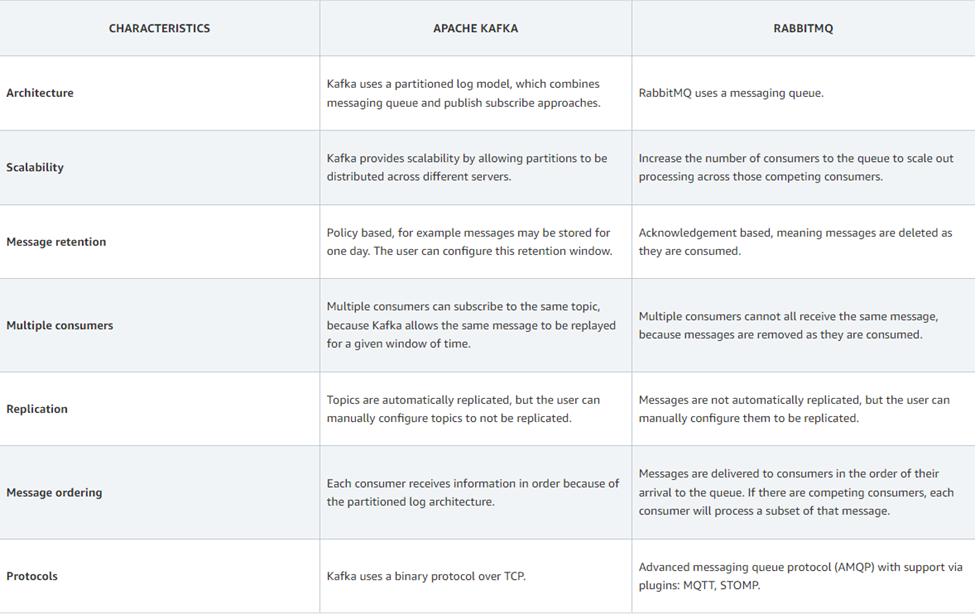 CHARACTERISTICS
APACHE KAFKA
RABBITMQ
Architecture
Kafka uses a partitioned log model, which combines
messaging queue and publish subscribe approaches.
RabbitMQ uses a messaging queue.
Scalability
Kafka provides scalability by allowing partitions to be
distributed across different servers.
Increase the number of consumers to the queue to scale out
processing across those competing consumers.
Message retention
Policy based, for example messages may be stored for
one day. The user can configure this retention window.
Acknowledgement based, meaning messages are deleted as
they are consumed.
Multiple consumers
Multiple consumers can subscribe to the same topic,
because Kafka allows the same message to be replayed
for a given window of time.
Multiple consumers cannot all receive the same message,
because messages are removed as they are consumed.
Replication
Topics are automatically replicated, but the user can
manually configure topics to not be replicated.
Messages are not automatically replicated, but the user can
manually configure them to be replicated.
Message ordering
Each consumer receives information in order because of
the partitioned log architecture.
Messages are delivered to consumers in the order of their
arrival to the queue. If there are competing consumers, each
consumer will process a subset of that message.
Protocols
Kafka uses a binary protocol over TCP.
Advanced messaging queue protocol (AMQP) with support via
plugins: MQTT, STOMP.